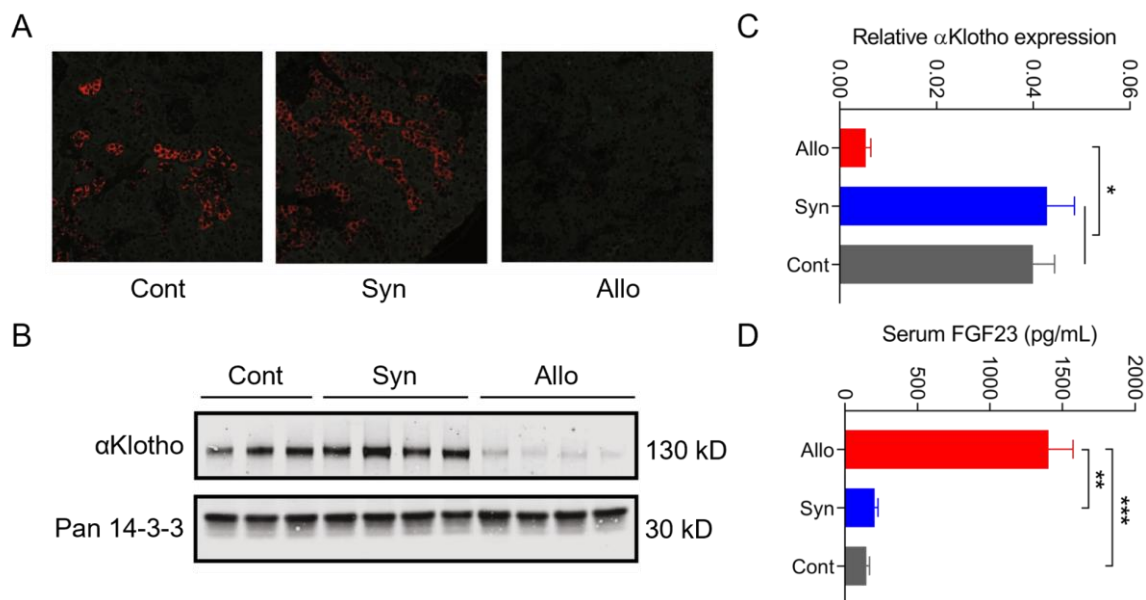 A
Cont
Syn
Allo
B
Cont
Syn
Allo
αKlotho
130 kD
Pan 14-3-3
30 kD
C
Relative αKlotho expression
0.00
0.02
0.04
0.06
Allo
Syn
Cont
*
D
Serum FGF23 (pg/mL)
0
500
1000
1500
2000
Allo
Syn
Cont
**
***